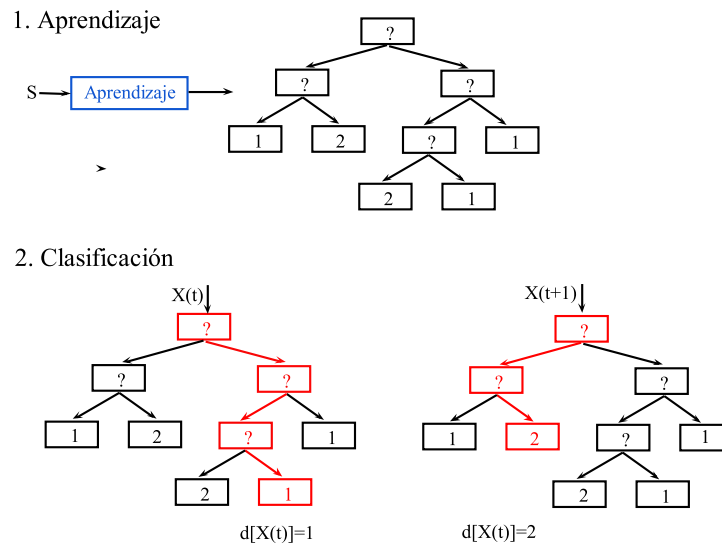 1. Aprendizaje
?
S
Aprendizaje
? ?
1 2 ? 1
2 1
2. Clasificación
X(t) X(t+1)
? ?
? ? ? ?
1 2 ? 1 1 2 ? 1
2 1 2 1
d[X(t)]=1 d[X(t)]=2